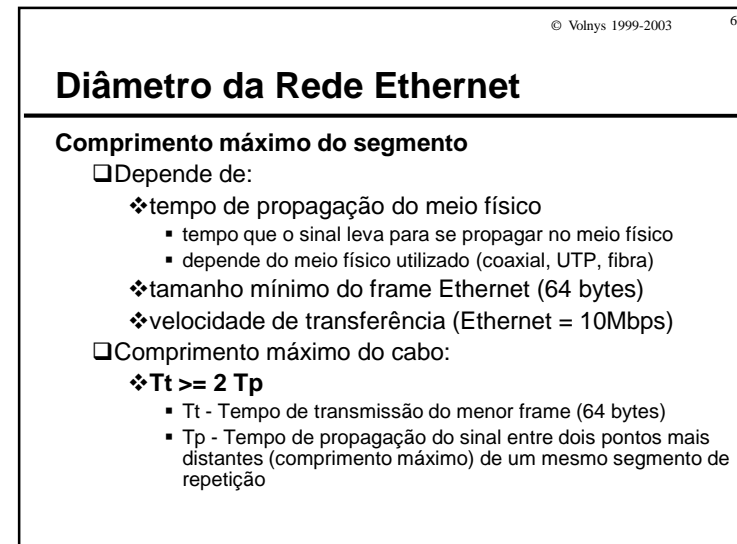 © Volnys 1999-2003 6
Diâmetro da Rede Ethernet
Comprimento máximo do segmento
❑Depende de:
❖tempo de propagação do meio físico
▪ tempo que o sinal leva para se propagar no meio físico
▪ depende do meio físico utilizado (coaxial, UTP, fibra)
❖tamanho mínimo do frame Ethernet (64 bytes)
❖velocidade de transferência (Ethernet = 10Mbps)
❑Comprimento máximo do cabo:
❖Tt >= 2 Tp
▪ Tt - Tempo de transmissão do menor frame (64 bytes)
▪ Tp - Tempo de propagação do sinal entre dois pontos mais
distantes (comprimento máximo) de um mesmo segmento de
repetição